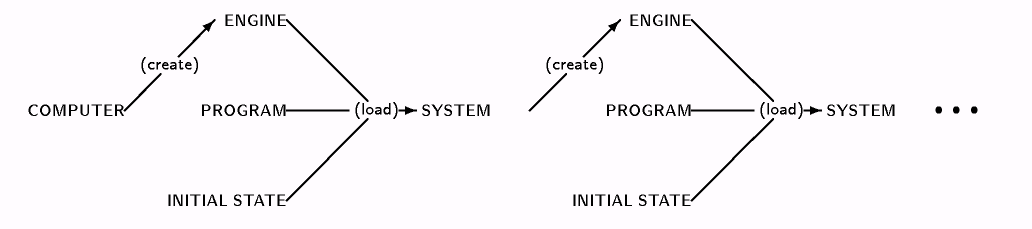 ENGINE ENGINE
(create) (create)
COMPUTER PROGRAM (load) SYSTEM PROGRAM (load) SYSTEM • • •
INITIAL STATE INITIAL STATE